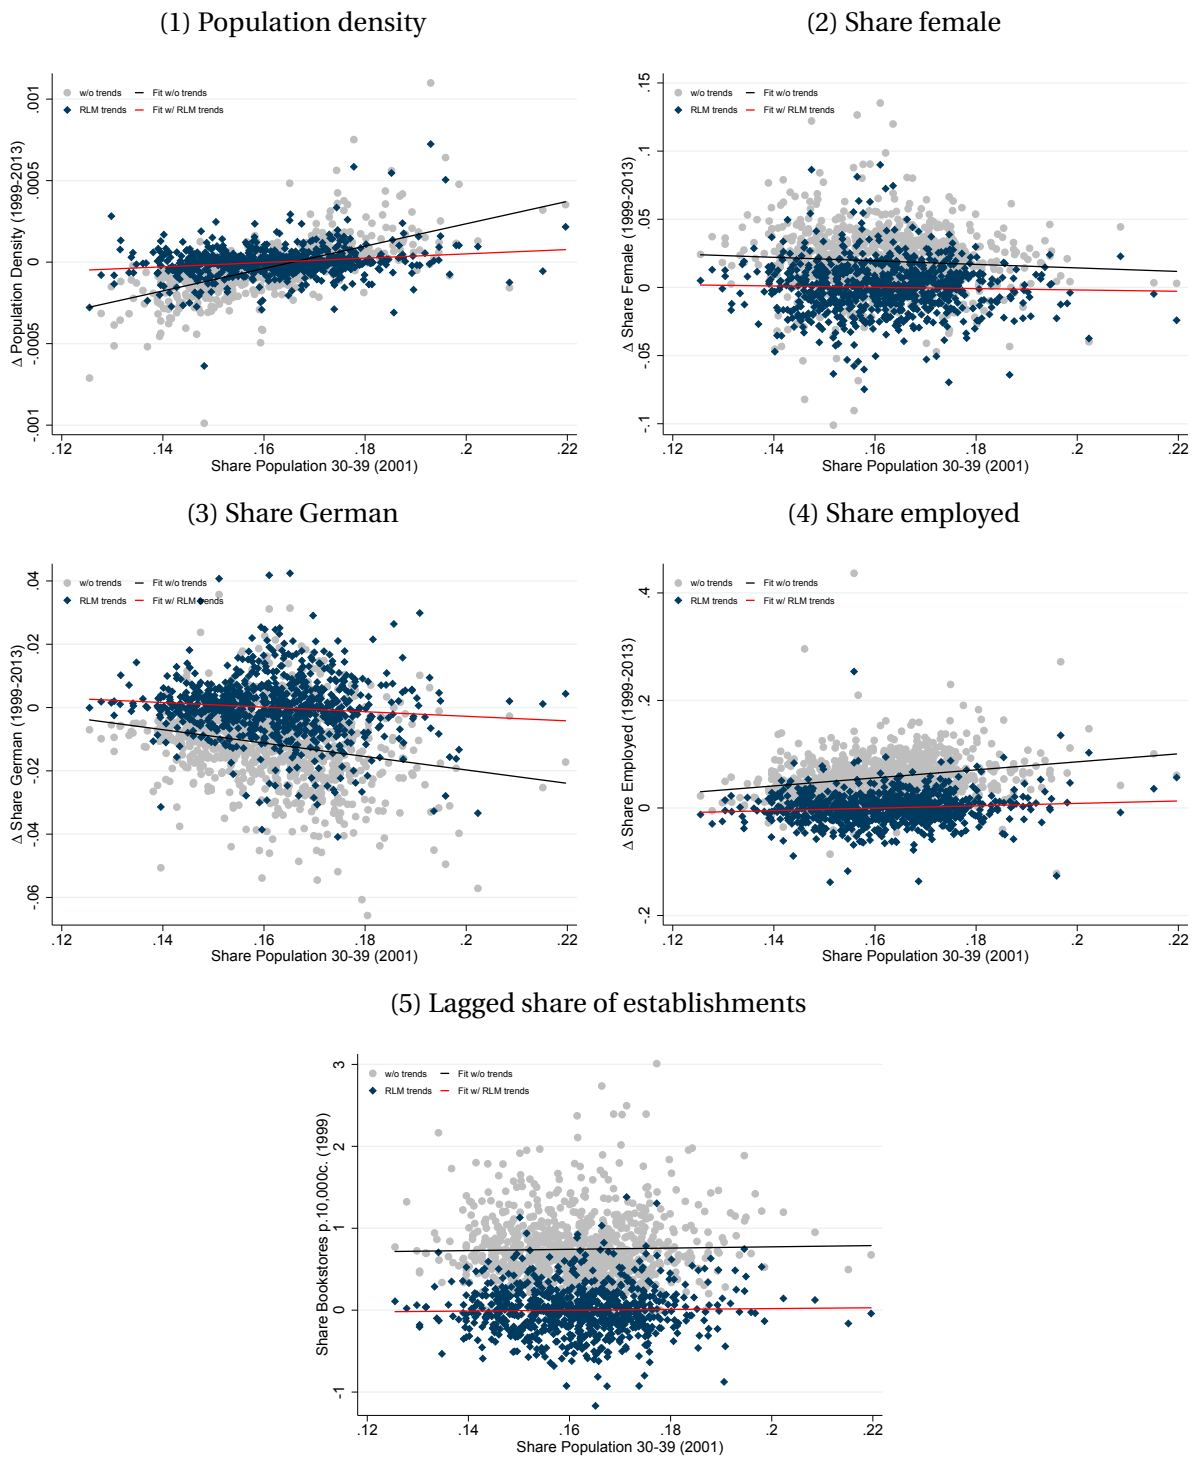 (1) Population density
w/o trends
Fit w/o trends
RLM trends
Fit w/ RLM trends
Δ Population Density (1999-2013)
.001
.0005
0
-.0005
-.001
.12 .14 .16 .18 .2 .22
Share Population 30-39 (2001)
(2) Share female
w/o trends
Fit w/o trends
RLM trends
Fit w/ RLM trends
Δ Share Female (1999-2013)
.15
.1
.05
0
-.05
-.1
.12 .14 .16 .18 .2 .22
Share Population 30-39 (2001)
(3) Share German
w/o trends
Fit w/o trends
RLM trends
Fit w/ RLM trends
Δ Share German (1999-2013)
.04
.02
0
-.02
-.04
-.06
.12 .14 .16 .18 .2 .22
Share Population 30-39 (2001)
(4) Share employed
w/o trends
Fit w/o trends
RLM trends
Fit w/ RLM trends
Δ Share Employed (1999-2013)
.4
.2
0
-.2
.12 .14 .16 .18 .2 .22
Share Population 30-39 (2001)
(5) Lagged share of establishments
w/o trends
Fit w/o trends
RLM trends
Fit w/ RLM trends
Share Bookstores p.10,000c. (1999)
3
2
1
0
-1
.12 .14 .16 .18 .2 .22
Share Population 30-39 (2001)